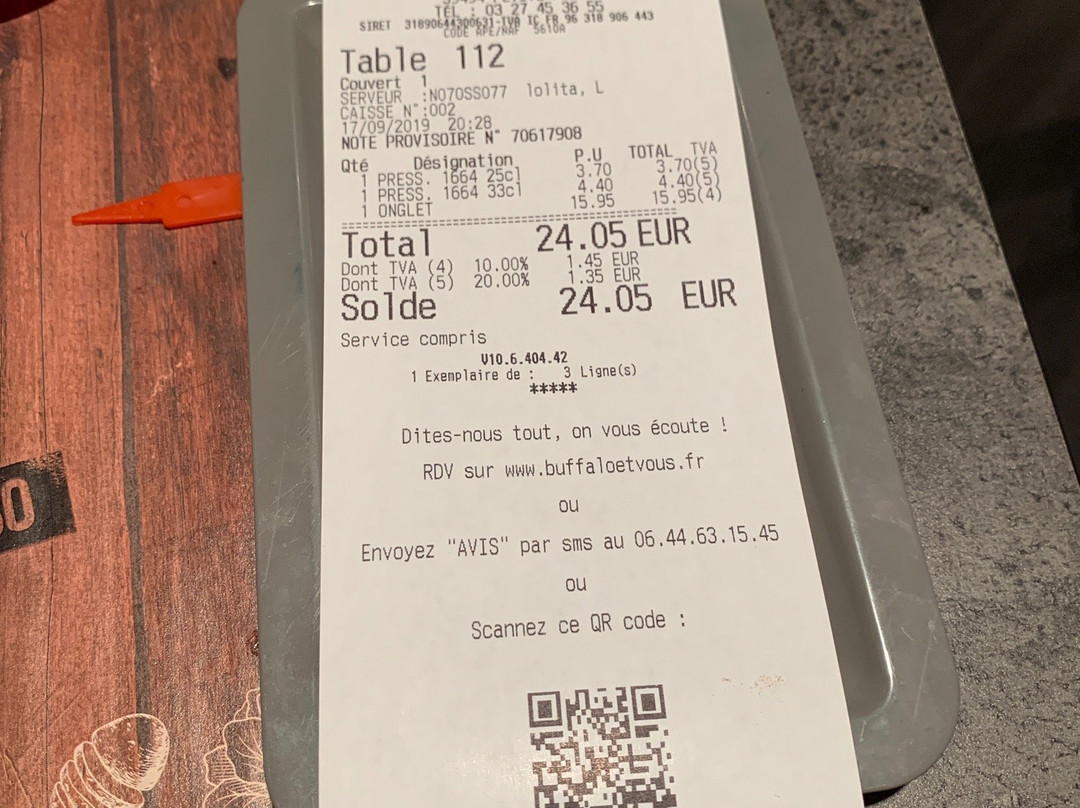 TEL : 03 27 45 36 55
SIRET 31890644300631-TVA IC FR 96 318 906 443
CODE APE/NAF 5610A
Table 112
Couvert 1
SERVEUR :N070SS077 lolita, L
CAISSE N°:002
17/09/2019 20:28
NOTE PROVISOIRE N° 70617908
Qté Désignation P.U TOTAL TVA
1 PRESS. 1664 25cl 3.70 3.70(5)
1 PRESS. 1664 33cl 4.40 4.40(5)
1 ONGLET 15.95 15.95(4)
Total 24.05 EUR
Dont TVA (4) 10.00% 1.45 EUR
Dont TVA (5) 20.00% 1.35 EUR
Solde 24.05 EUR
Service compris
V10.6.404.42
1 Exemplaire de : 3 Ligne(s)
*****
Dites-nous tout, on vous écoute !
RDV sur www.buffaloetvous.fr
ou
Envoyez "AVIS" par sms au 06.44.63.15.45
ou
Scannez ce QR code :